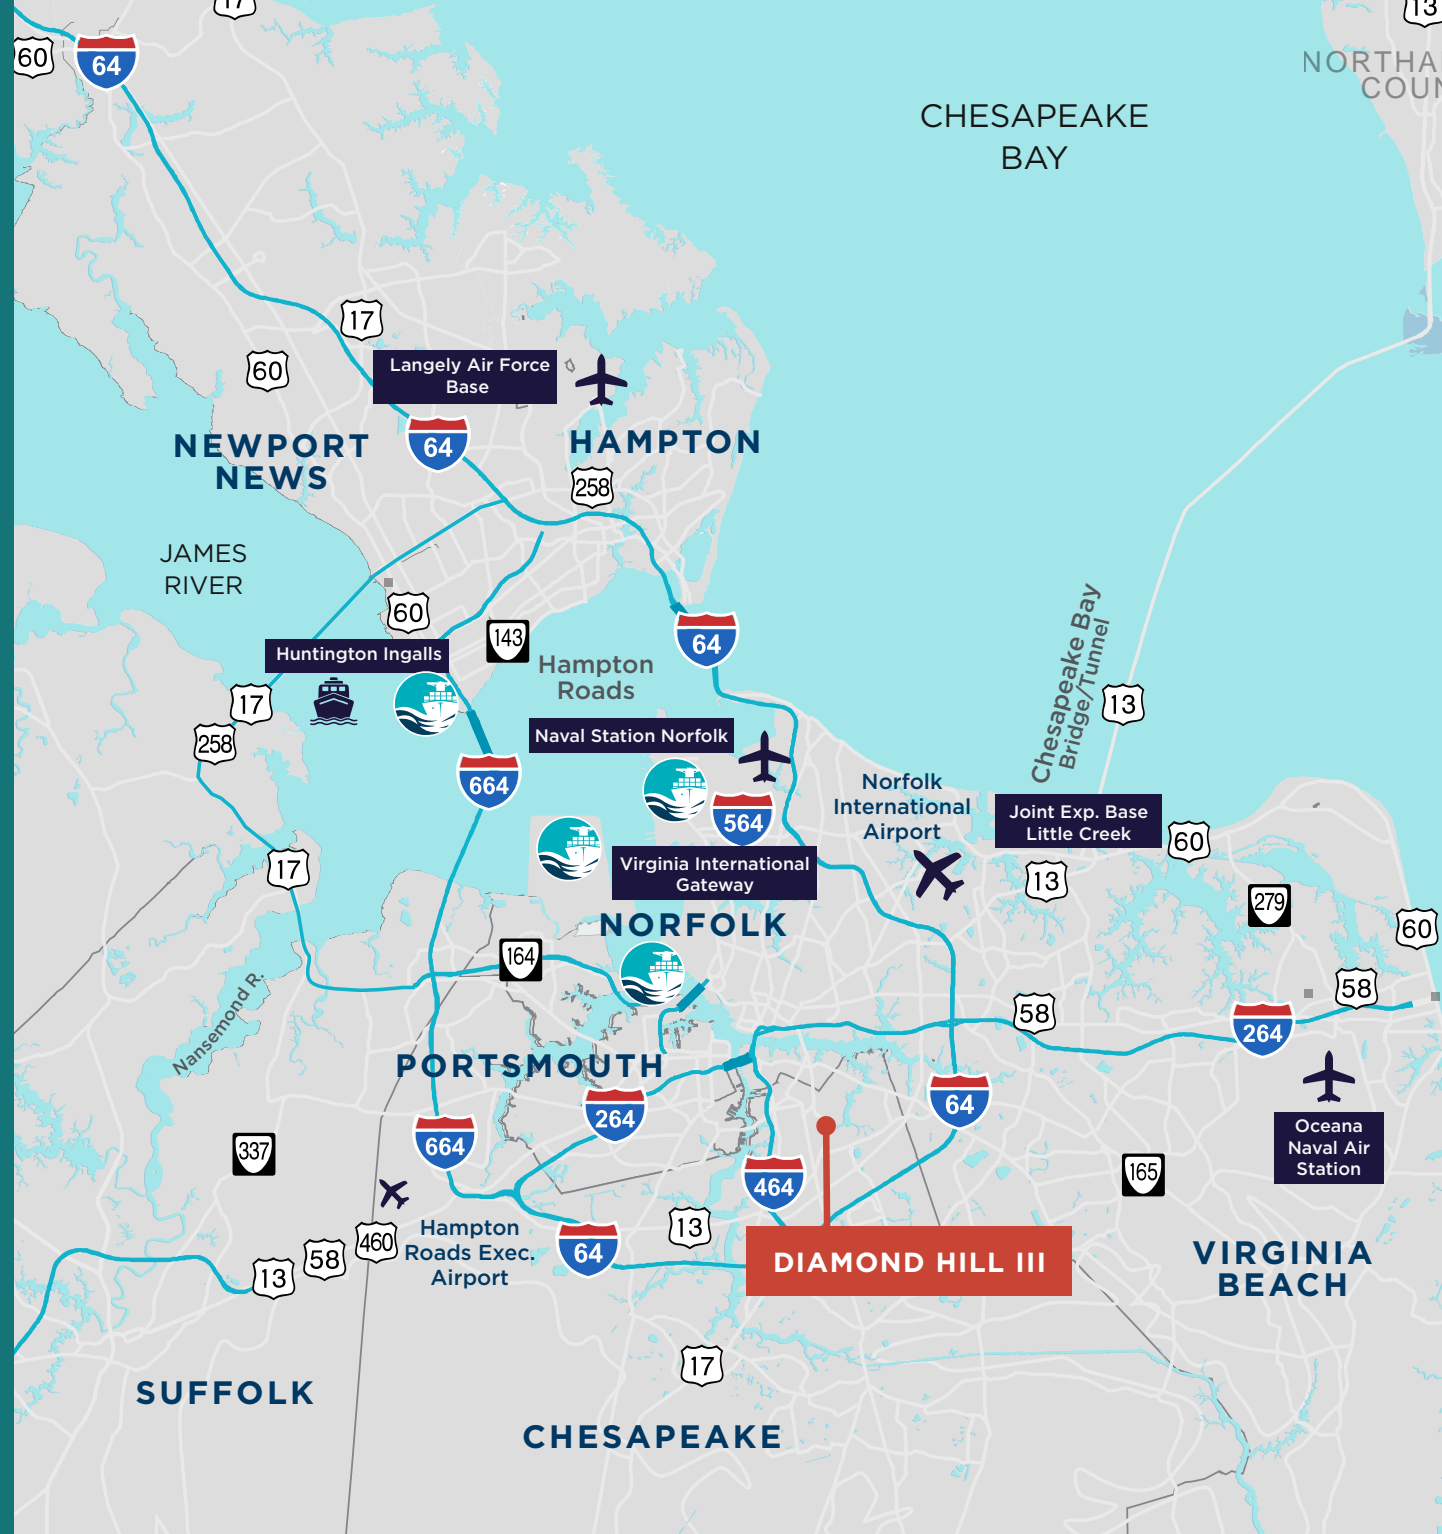 17
13
60
64
NORTHA
COUN
CHESAPEAKE
BAY
17
60
Langely Air Force
Base
NEWPORT
NEWS
64
HAMPTON
258
JAMES
RIVER
60
143
64
Huntington Ingalls
Hampton
Roads
17
258
Chesapeake Bay
Bridge/Tunnel
13
Naval Station Norfolk
664
564
Norfolk
International
Airport
Joint Exp. Base
Little Creek
60
Virginia International
Gateway
17
13
279
60
NORFOLK
164
Nansemond R.
58
58
264
PORTSMOUTH
264
64
664
337
464
165
Oceana
Naval Air
Station
460
58
13
Hampton
Roads Exec.
Airport
64
13
DIAMOND HILL III
VIRGINIA
BEACH
17
SUFFOLK
CHESAPEAKE